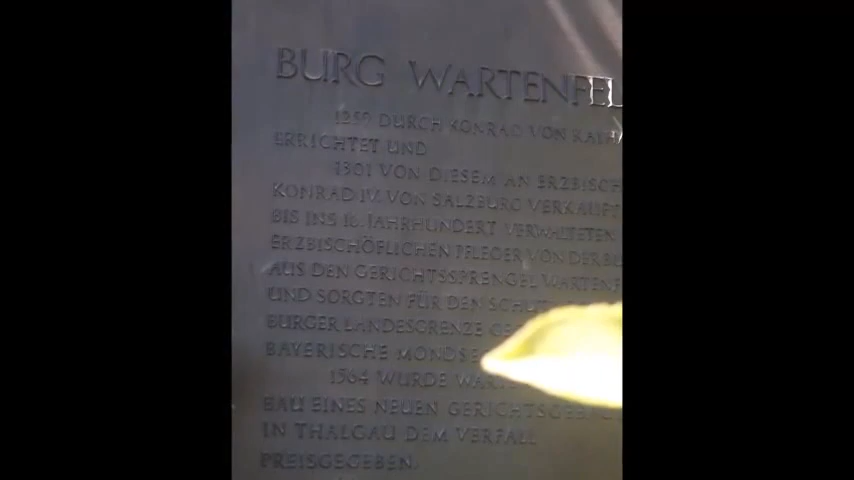 BURG WARTENFEL
1259 DURCH KONRAD VON KALH
ERRICHTET UND
1301 VON DIESEM AN ERZBISCH
KONRAD IV. VON SALZBURG VERKAUFT
BIS INS 16. JAHRHUNDERT VERWALTETEN
ERZBISCHÖFLICHEN PFLEGER VON DER BU
AUS DEN GERICHTSSPRENGEL WARTENF
UND SORGTEN FÜR DEN SCHUT
BURGER LANDESGRENZE GE
BAYERISCHE MONDSE
1564 WURDE WART
BAU EINES NEUEN GERICHTSGEB
IN THALGAU DEM VERFALL
PREISGEGEBEN.